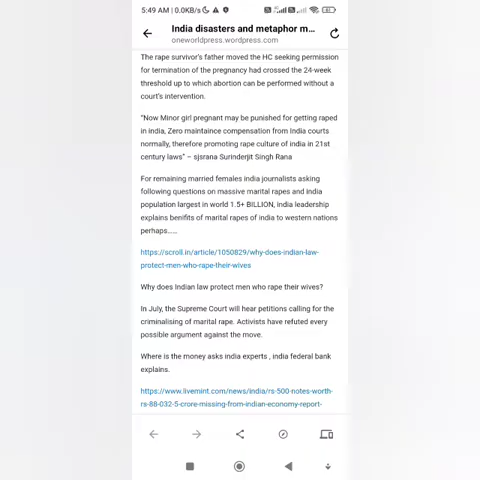 5:49 AM | 0.0KB/s
India disasters and metaphor m...
oneworldpress.wordpress.com
The rape survivor's father moved the HC seeking permission
for termination of the pregnancy had crossed the 24-week
threshold up to which abortion can be performed without a
court's intervention.
"Now Minor girl pregnant may be punished for getting raped
in india, Zero maintaince compensation from India courts
normally, therefore promoting rape culture of india in 21st
century laws" – sjsrana Surinderjit Singh Rana
For remaining married females india journalists asking
following questions on massive marital rapes and india
population largest in world 1.5+ BILLION, india leadership
explains benifits of marital rapes of india to western nations
perhaps.....
https://scroll.in/article/1050829/why-does-indian-law-
protect-men-who-rape-their-wives
Why does Indian law protect men who rape their wives?
In July, the Supreme Court will hear petitions calling for the
criminalising of marital rape. Activists have refuted every
possible argument against the move.
Where is the money asks india experts , india federal bank
explains.
https://www.livemint.com/news/india/rs-500-notes-worth-
rs-88-032-5-crore-missing-from-indian-economy-report-